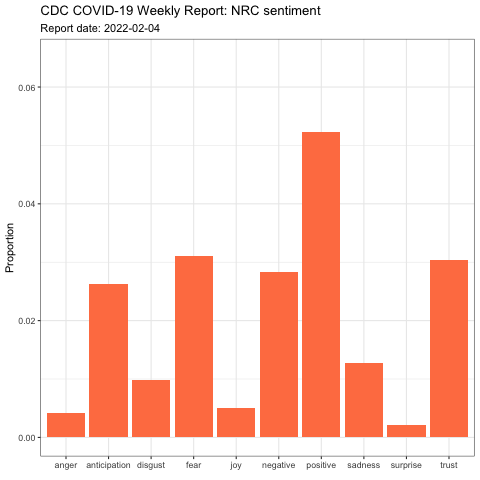 CDC COVID-19 Weekly Report: NRC sentiment
Report date: 2022-02-04
Proportion
0.06
0.04
0.02
0.00
anger anticipation disgust fear joy negative positive sadness surprise trust